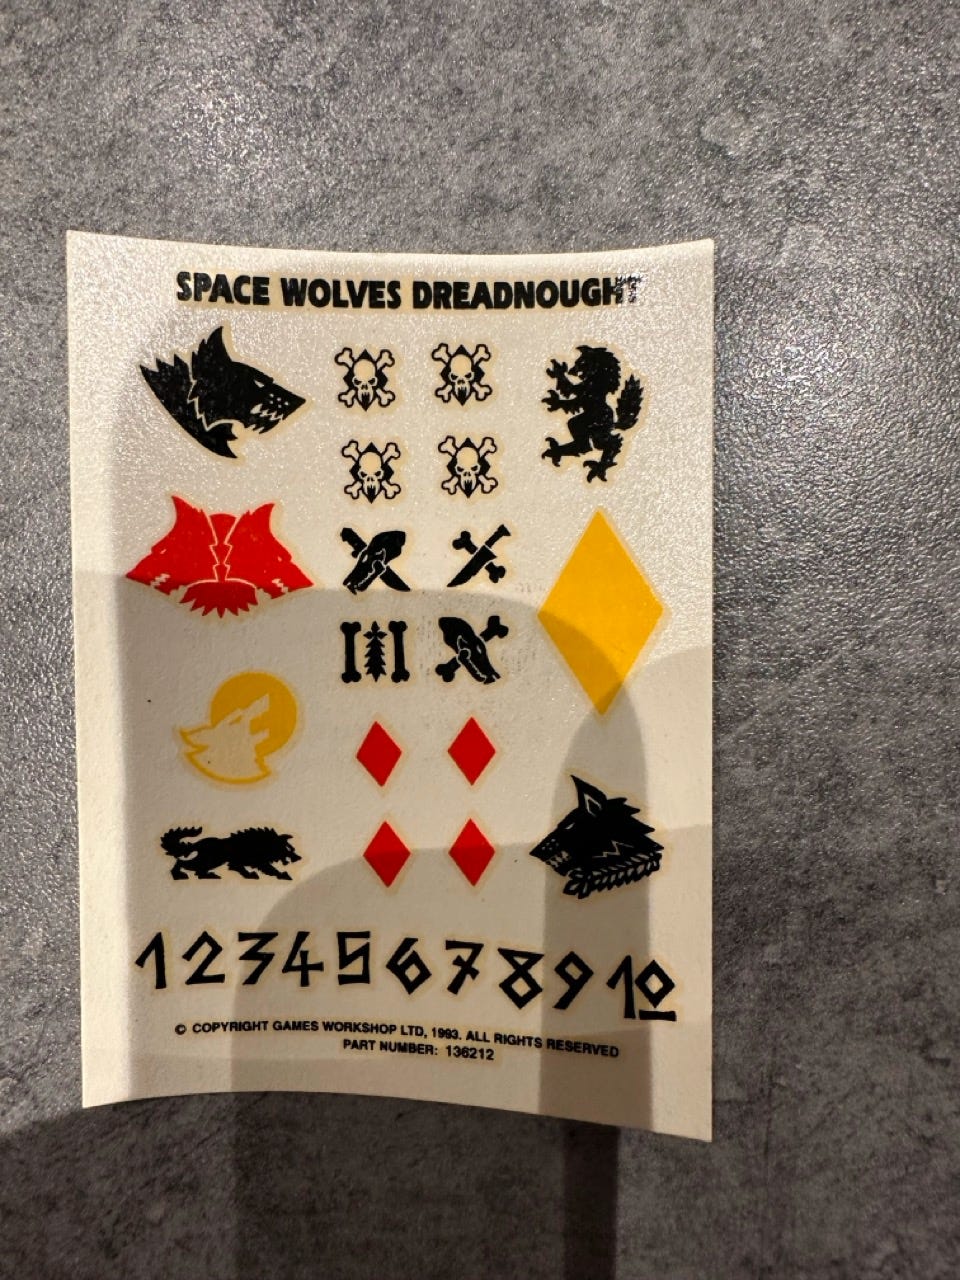 SPACE WOLVES DREADNOUGHT
1 2 3 4 5 6 7 8 9 10
© COPYRIGHT GAMES WORKSHOP LTD, 1993. ALL RIGHTS RESERVED
PART NUMBER: 136212